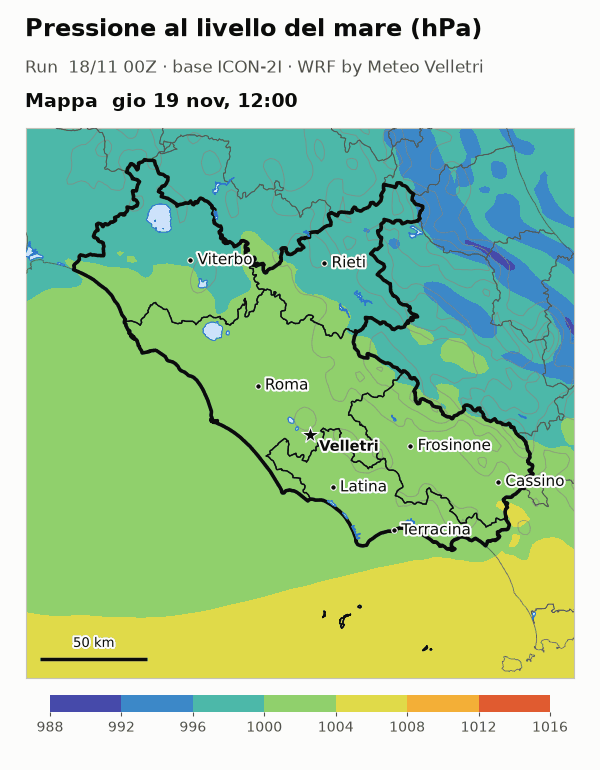 Pressione al livello del mare (hPa)
Run  18/11 00Z · base ICON-2I · WRF by Meteo Velletri
Mappa  gio 19 nov, 12:00
Viterbo
Rieti
Roma
Velletri
Frosinone
Cassino
Latina
Terracina
50 km
988 992 996 1000 1004 1008 1012 1016